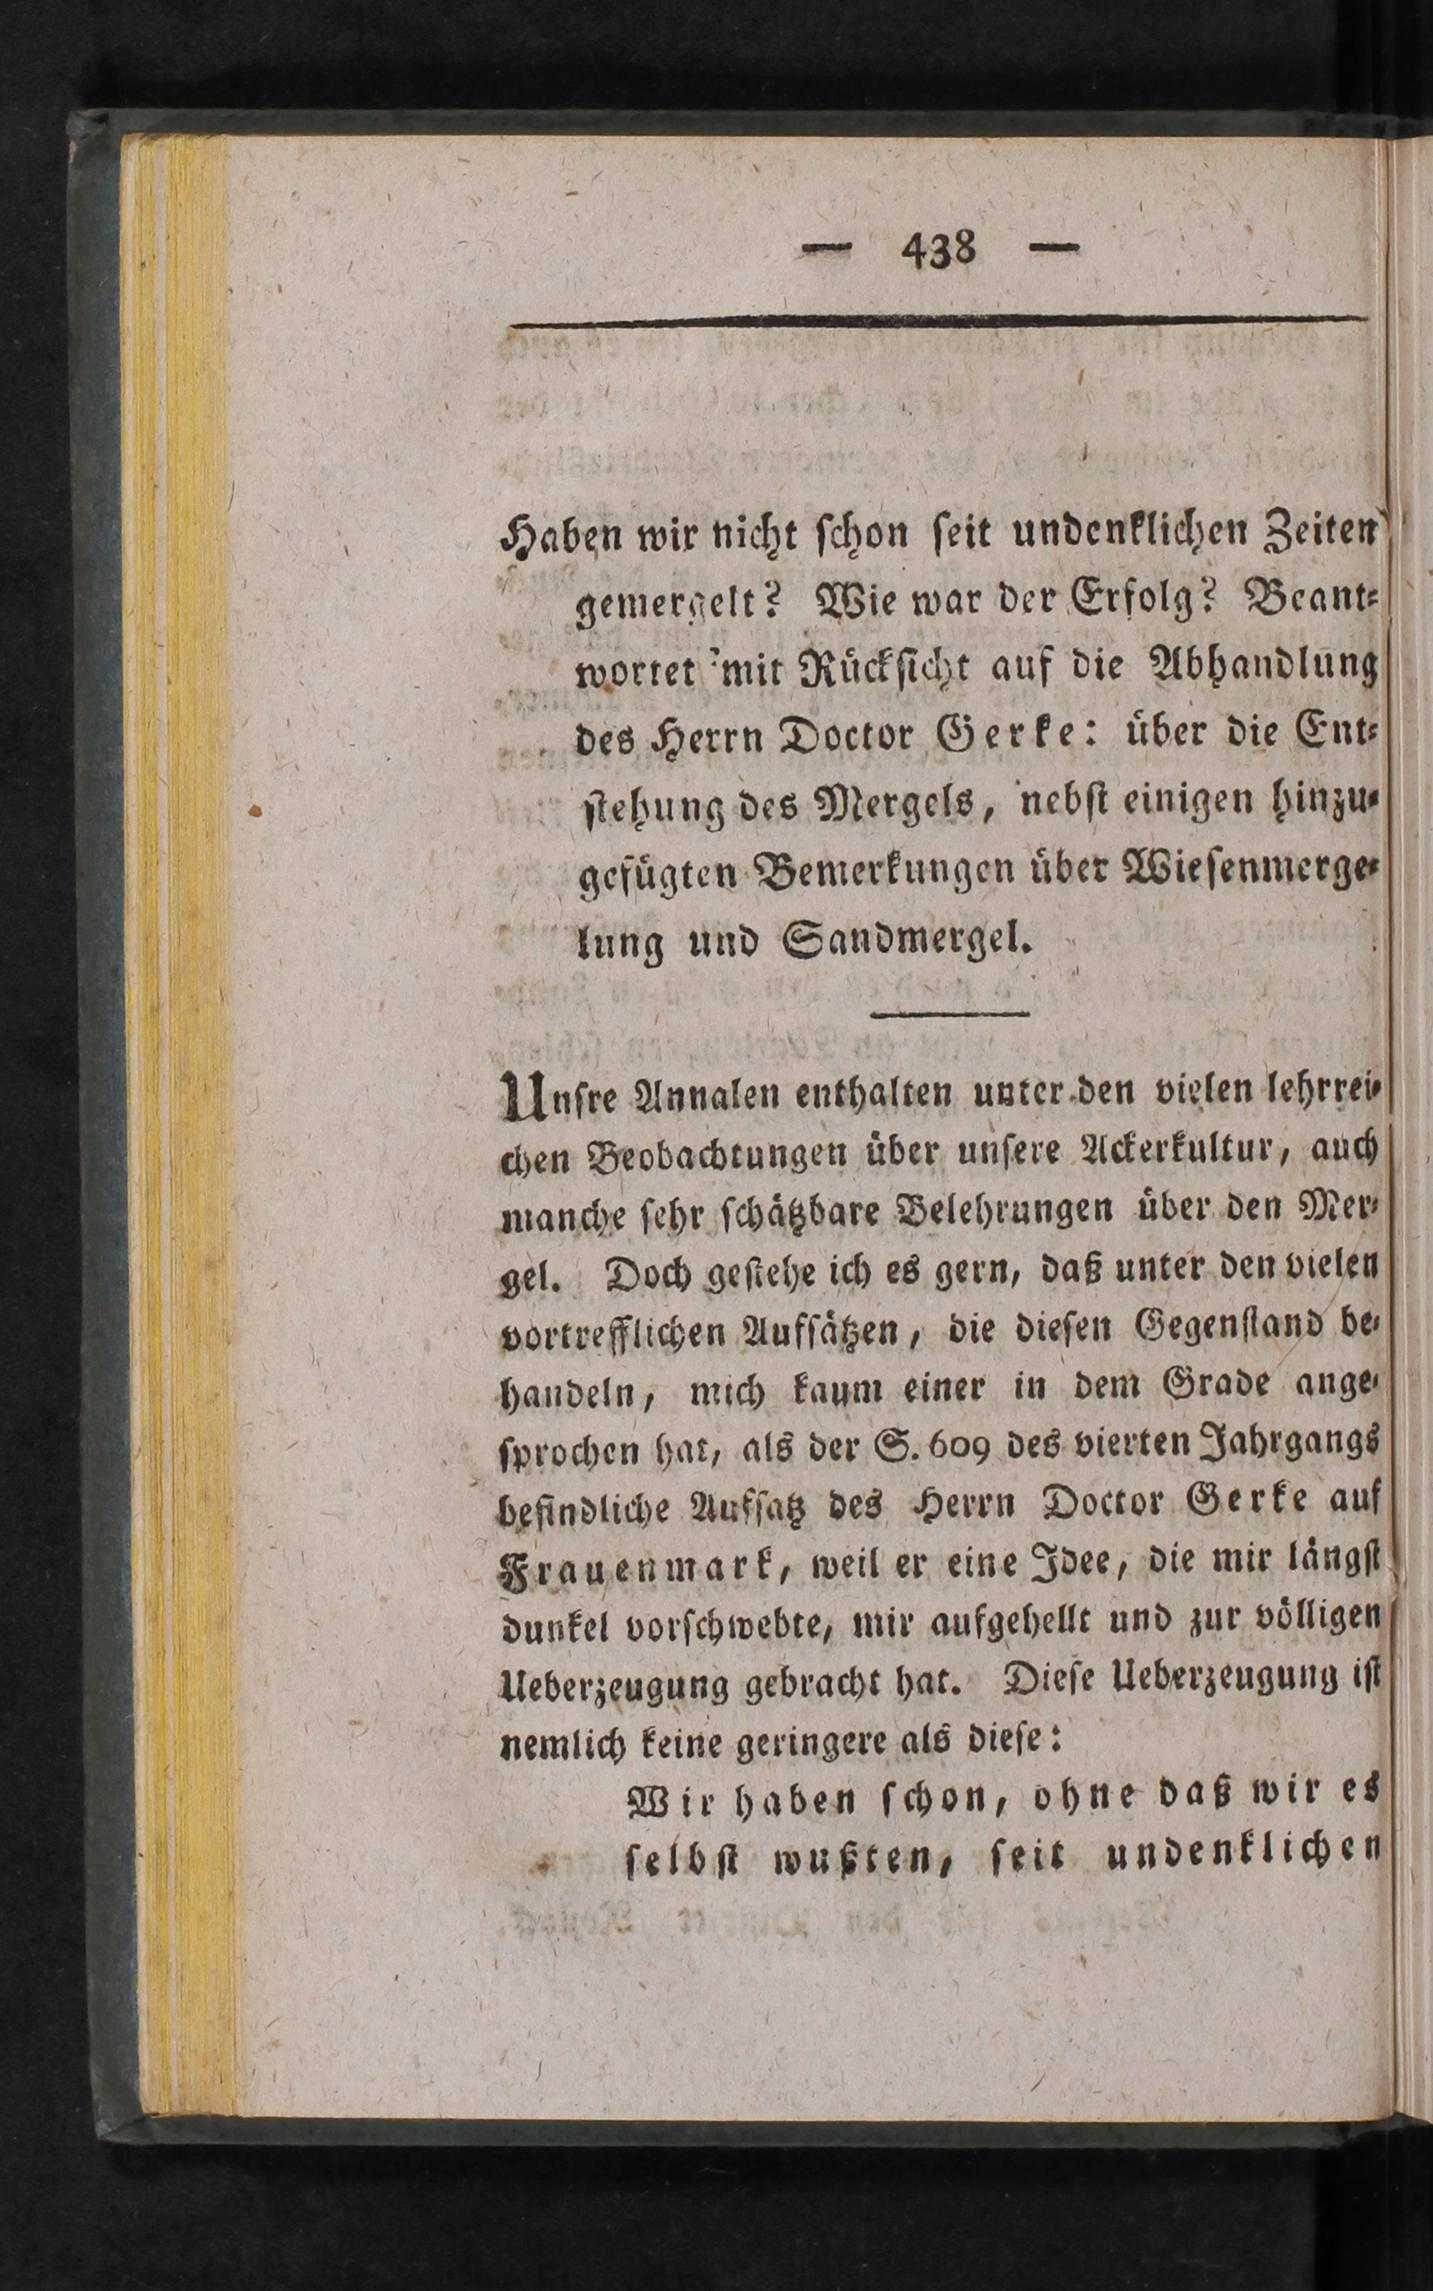 — 438 —
Haben wir nicht schon seit undenklichen Zeiten
gemergelt? Wie war der Erfolg? Beant⸗
wortet mit Rücksicht auf die Abhandlung
des Herrn Doctor Gerke: über die Ent⸗
stehung des Mergels, nebst einigen hinzu⸗
gefügten Bemerkungen über Wiesenmerge⸗
lung und Sandmergel.
Unsre Annalen enthalten unter den vielen lehrrei⸗
chen Beobachtungen über unsere Ackerkultur, auch
manche sehr schätzbare Belehrungen über den Mer⸗
gel. Doch gestehe ich es gern, daß unter den vielen
vortrefflichen Aufsätzen, die diesen Gegenstand be⸗
handeln, mich kaum einer in dem Grade ange⸗
sprochen hat, als der S. 609 des vierten Jahrgangs
befindliche Aufsatz des Herrn Doctor Gerke auf
Frauenmark, weil er eine Idee, die mir längst
dunkel vorschwebte, mir aufgehellt und zur völligen
Ueberzeugung gebracht hat. Diese Ueberzeugung ist
nemlich keine geringere als diese:
Wir haben schon, ohne daß wir es
selbst wußten, seit undenklichen